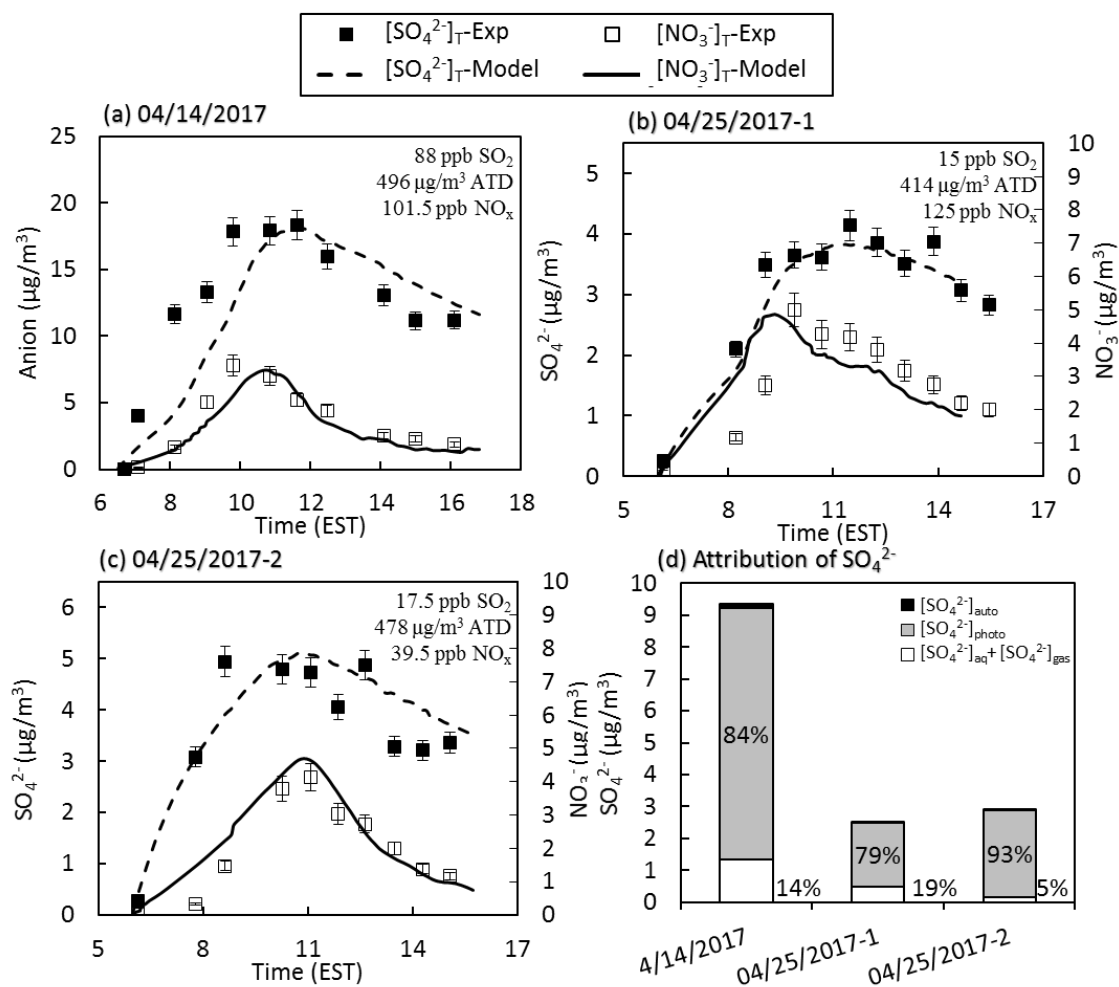 [SO₄²⁻]T-Exp [NO₃⁻]T-Exp
[SO₄²⁻]T-Model [NO₃⁻]T-Model
(a) 04/14/2017
88 ppb SO₂
496 µg/m³ ATD
101.5 ppb NOₓ
Anion (µg/m³)
25
20
15
10
5
0
6 8 10 12 14 16 18
Time (EST)
(b) 04/25/2017-1
15 ppb SO₂
414 µg/m³ ATD
125 ppb NOₓ
SO₄²⁻ (µg/m³)
5
4
3
2
1
0
NO₃⁻ (µg/m³)
10
9
8
7
6
5
4
3
2
1
0
5 8 11 14 17
Time (EST)
(c) 04/25/2017-2
17.5 ppb SO₂
478 µg/m³ ATD
39.5 ppb NOₓ
SO₄²⁻ (µg/m³)
6
5
4
3
2
1
0
NO₃⁻ (µg/m³)
10
9
8
7
6
5
4
3
2
1
0
5 8 11 14 17
Time (EST)
(d) Attribution of SO₄²⁻
[SO₄²⁻]auto
[SO₄²⁻]photo
[SO₄²⁻]aq+[SO₄²⁻]gas
SO₄²⁻ (µg/m³)
10
9
8
7
6
5
4
3
2
1
0
84%
14%
79%
19%
93%
5%
4/14/2017
04/25/2017-1
04/25/2017-2